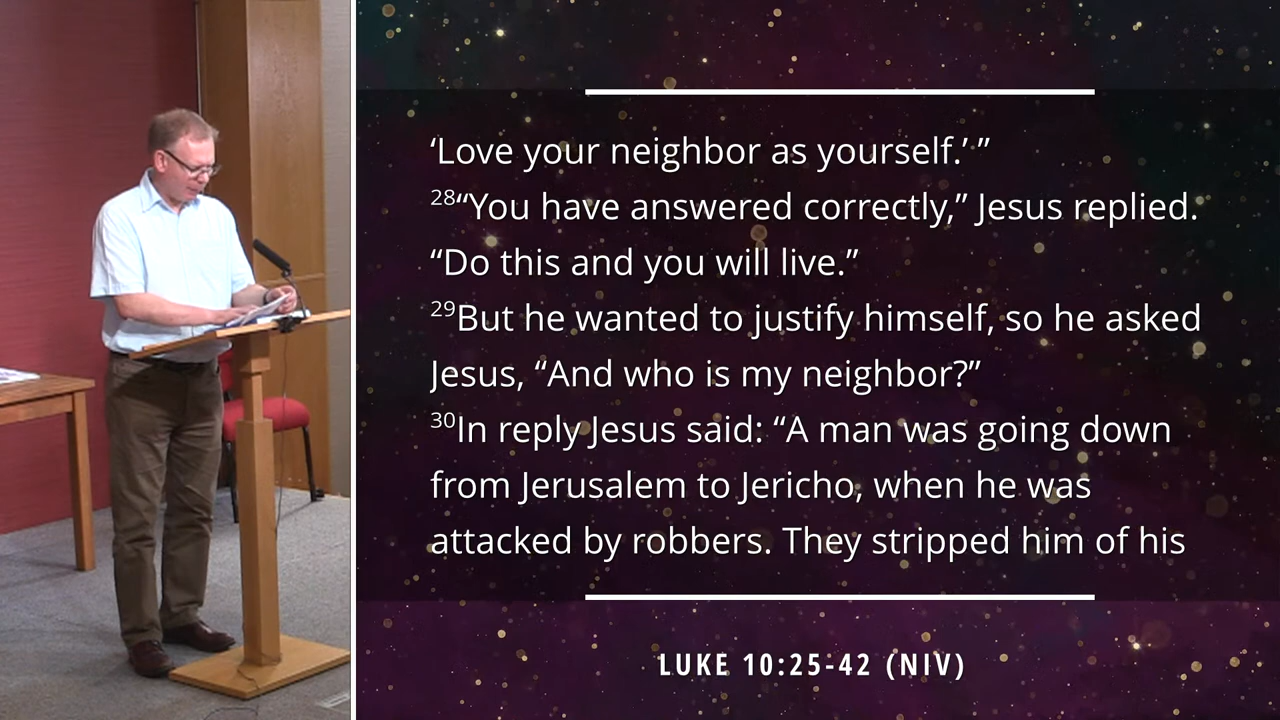 ‘Love your neighbor as yourself.’ ”
28“You have answered correctly,” Jesus replied.
“Do this and you will live.”
29But he wanted to justify himself, so he asked
Jesus, “And who is my neighbor?”
30In reply Jesus said: “A man was going down
from Jerusalem to Jericho, when he was
attacked by robbers. They stripped him of his
LUKE 10:25-42 (NIV)